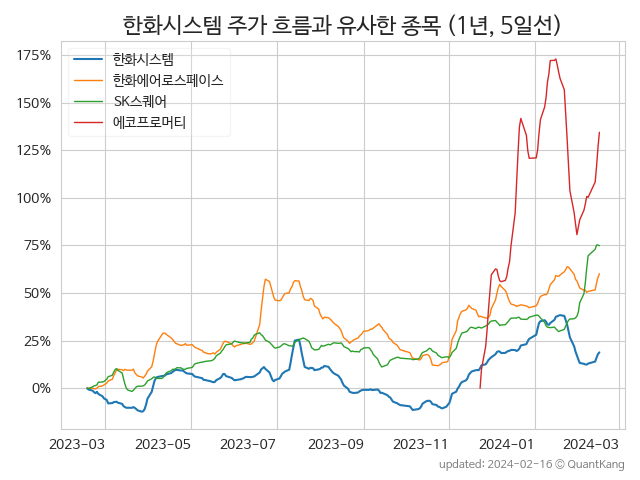 한화시스템 주가 흐름과 유사한 종목 (1년, 5일선)
175%
150%
125%
100%
75%
50%
25%
0%
한화시스템
한화에어로스페이스
SK스퀘어
에코프로머티
2023-03
2023-05
2023-07
2023-09
2023-11
2024-01
2024-03
updated: 2024-02-16 © QuantKang